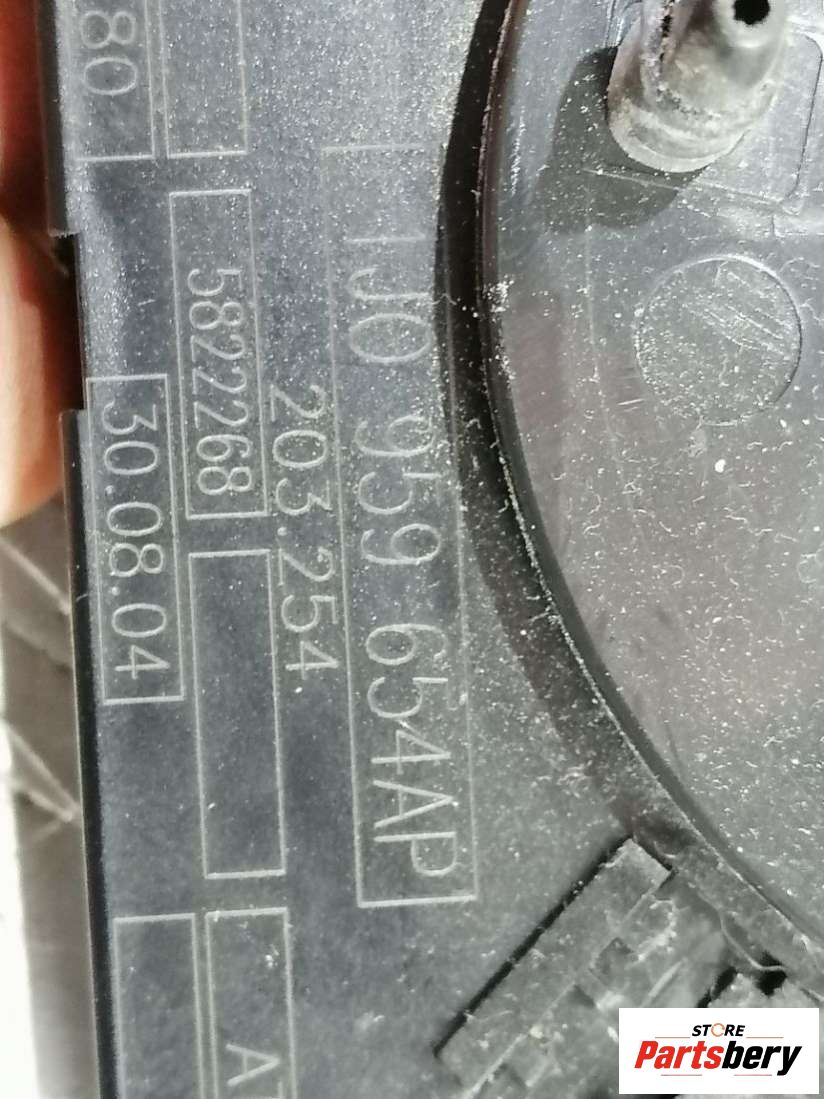 1J0 959 654AP
203.254
80
5822268
30.08.04
STORE
Partsbery